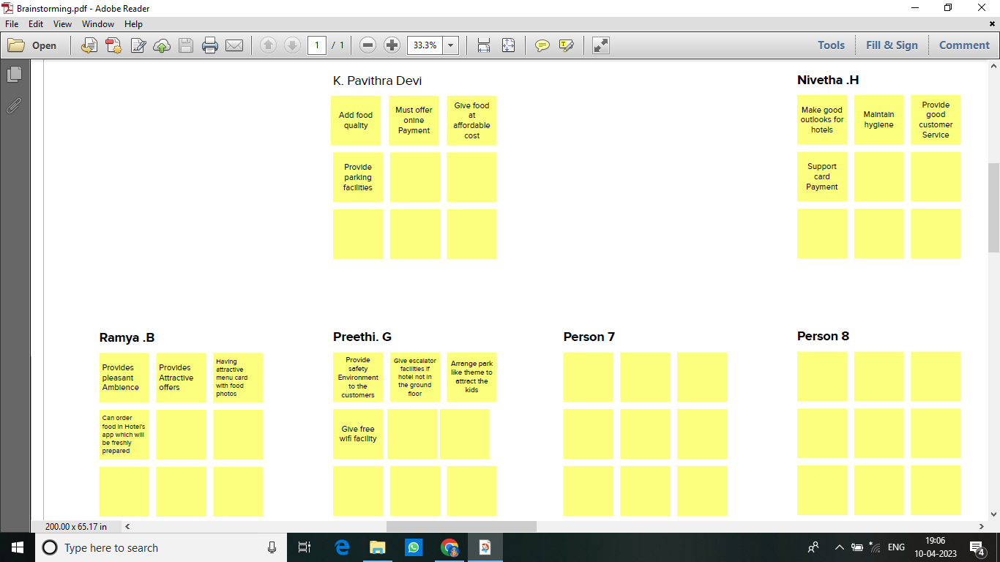 Brainstorming.pdf - Adobe Reader
File Edit View Window Help
Open
1 / 1
33.3%
Tools Fill & Sign Comment
K. Pavithra Devi
Add food
quality
Must offer
onine
Payment
Give food
at
affordable
cost
Provide
parking
facilities
Nivetha .H
Make good
outlooks for
hotels
Maintain
hygiene
Provide
good
customer
Service
Support
card
Payment
Ramya .B
Provides
pleasant
Ambience
Provides
Attractive
offers
Having
attractive
menu card
with food
photos
Can order
food in Hotel's
app which will
be freshly
prepared
Preethi. G
Provide
safety
Environment
to the
customers
Give escalator
facilities if
hotel not in
the ground
floor
Arrange park
like theme to
attract the
kids
Give free
wifi facility
Person 7
Person 8
200.00 x 65.17 in
Type here to search
ENG
19:06
10-04-2023
4